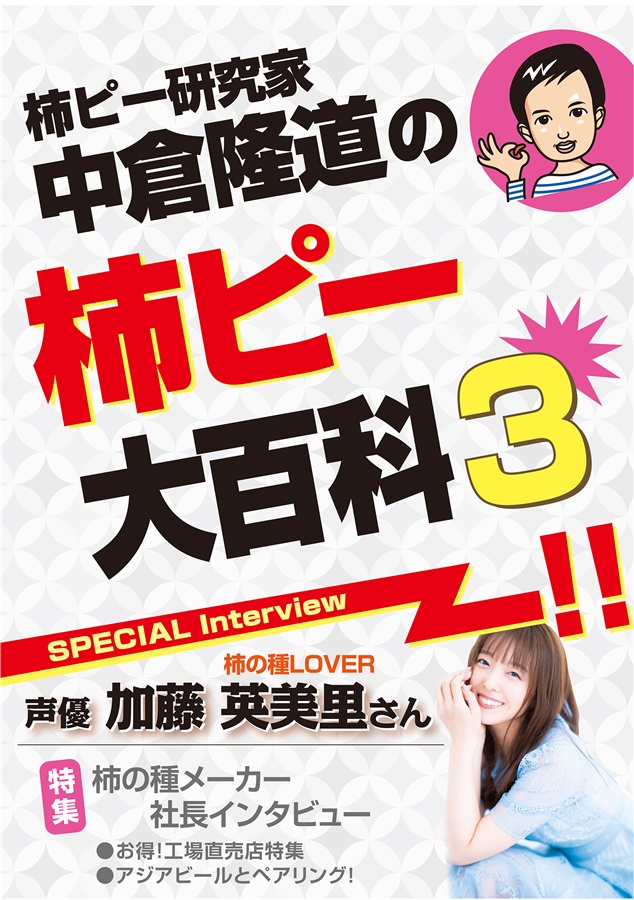 柿ピー研究家
中倉隆道の
柿ピー
大百科3
!!
SPECIAL Interview
柿の種LOVER
声優 加藤 英美里さん
特集
柿の種メーカー
社長インタビュー
●お得!工場直売店特集
●アジアビールとペアリング!